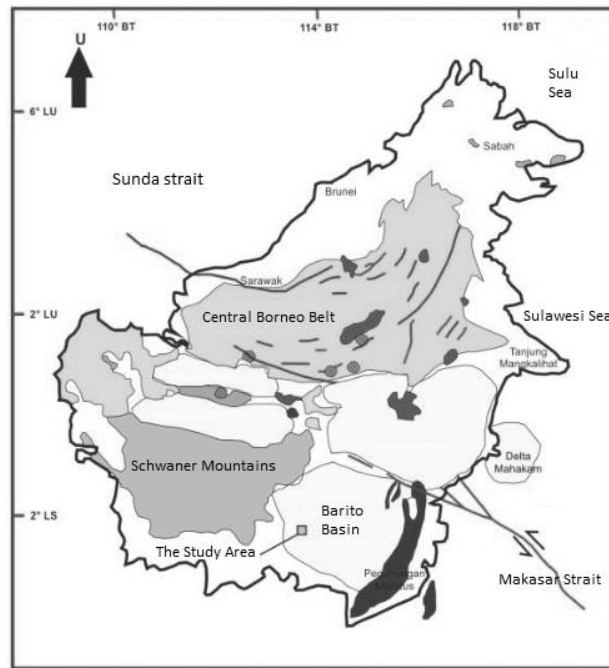 110° BT
114° BT
118° BT
U
Sulu
Sea
6° LU
Sabah
Sunda strait
Brunei
Sarawak
2° LU
Central Borneo Belt
Sulawesi Sea
Tanjung
Mangkalihat
Schwaner Mountains
Delta
Mahakam
2° LS
Barito
Basin
The Study Area
Makasar Strait